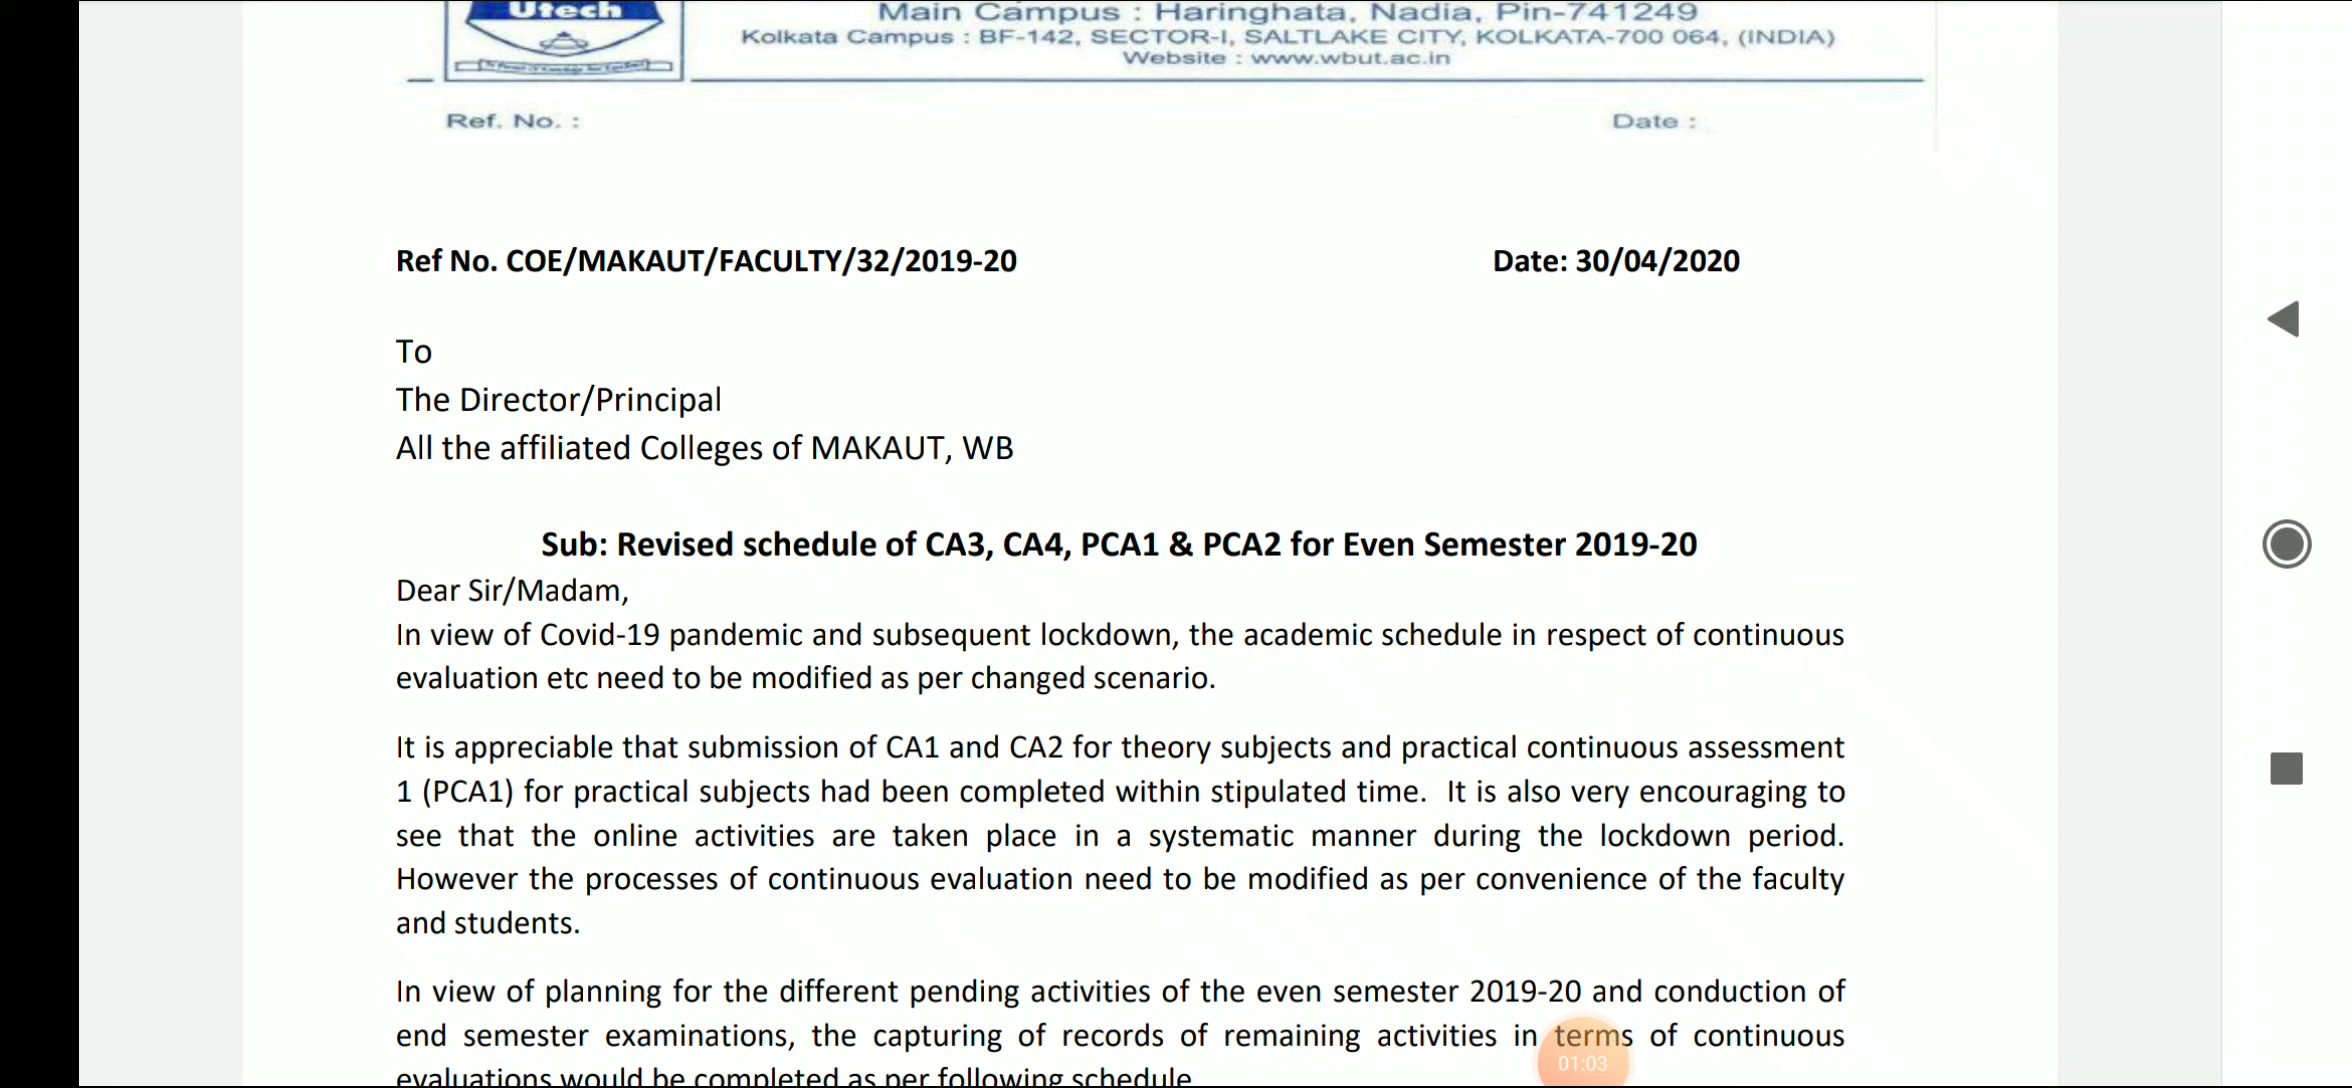 Utech
Main Campus : Haringhata, Nadia, Pin-741249
Kolkata Campus : BF-142, SECTOR-I, SALTLAKE CITY, KOLKATA-700 064, (INDIA)
Website : www.wbut.ac.in
Ref. No. :
Date :
Ref No. COE/MAKAUT/FACULTY/32/2019-20
Date: 30/04/2020
To
The Director/Principal
All the affiliated Colleges of MAKAUT, WB
Sub: Revised schedule of CA3, CA4, PCA1 & PCA2 for Even Semester 2019-20
Dear Sir/Madam,
In view of Covid-19 pandemic and subsequent lockdown, the academic schedule in respect of continuous
evaluation etc need to be modified as per changed scenario.
It is appreciable that submission of CA1 and CA2 for theory subjects and practical continuous assessment
1 (PCA1) for practical subjects had been completed within stipulated time. It is also very encouraging to
see that the online activities are taken place in a systematic manner during the lockdown period.
However the processes of continuous evaluation need to be modified as per convenience of the faculty
and students.
In view of planning for the different pending activities of the even semester 2019-20 and conduction of
end semester examinations, the capturing of records of remaining activities in terms of continuous
01:03
evaluations would be completed as per following schedule